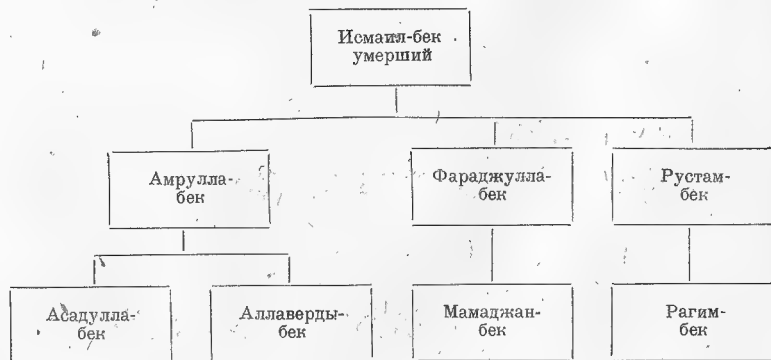 Исмаил-бек
умерший
Амрулла-
бек
Фараджулла-
бек
Рустам-
бек
Асадулла-
бек
Аллаверды-
бек
Мамаджан-
бек
Рагим-
бек